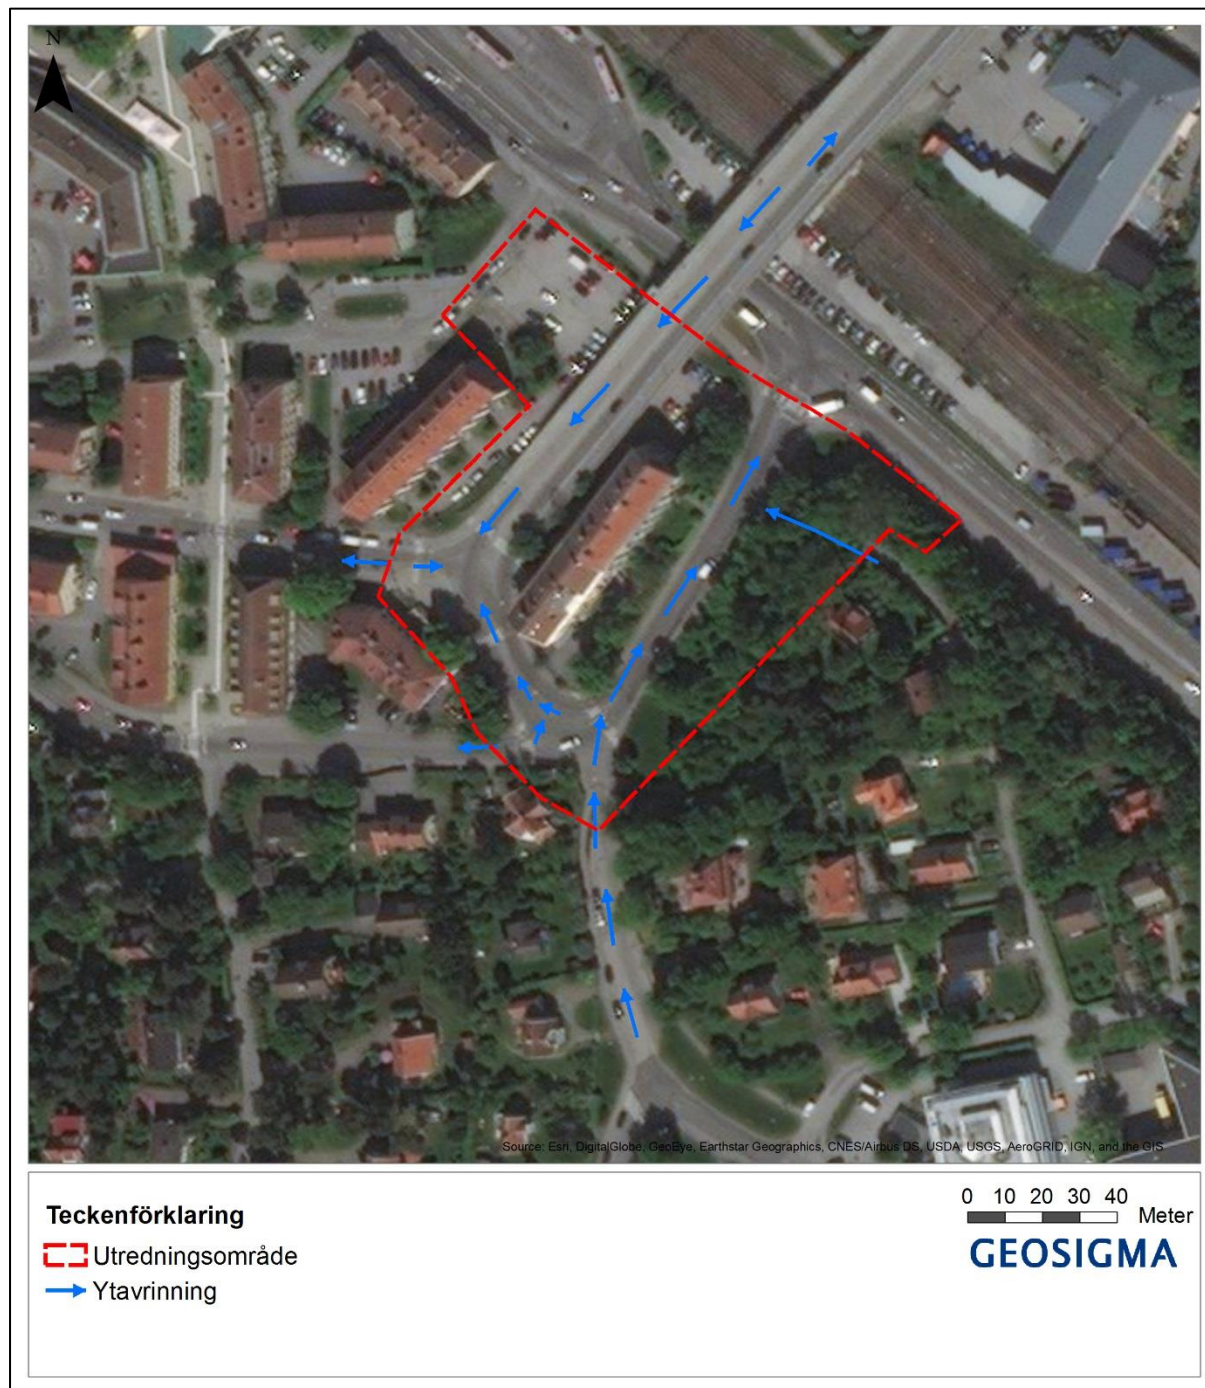 N
Source: Esri, DigitalGlobe, GeoEye, Earthstar Geographics, CNES/Airbus DS, USDA, USGS, AeroGRID, IGN, and the GIS
Teckenförklaring
Utredningsområde
Ytavrinning
0 10 20 30 40
Meter
GEOSIGMA